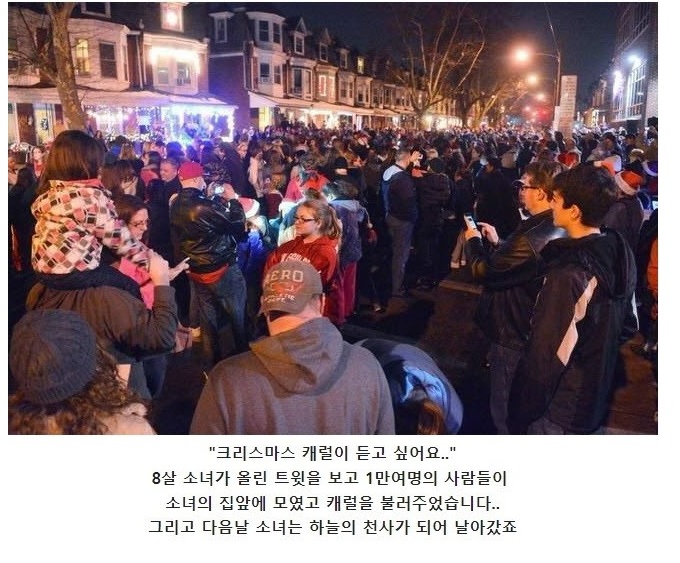 AERO
"크리스마스 캐럴이 듣고 싶어요.."
8살 소녀가 올린 트윗을 보고 1만여명의 사람들이
소녀의 집앞에 모였고 캐럴을 불러주었습니다..
그리고 다음날 소녀는 하늘의 천사가 되어 날아갔죠